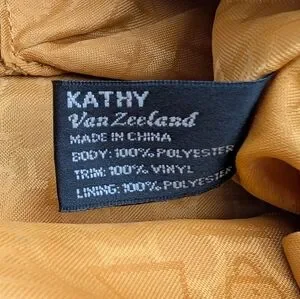 KATHY
Van Zeeland
MADE IN CHINA
BODY: 100% POLYESTER
TRIM: 100% VINYL
LINING: 100% POLYESTER